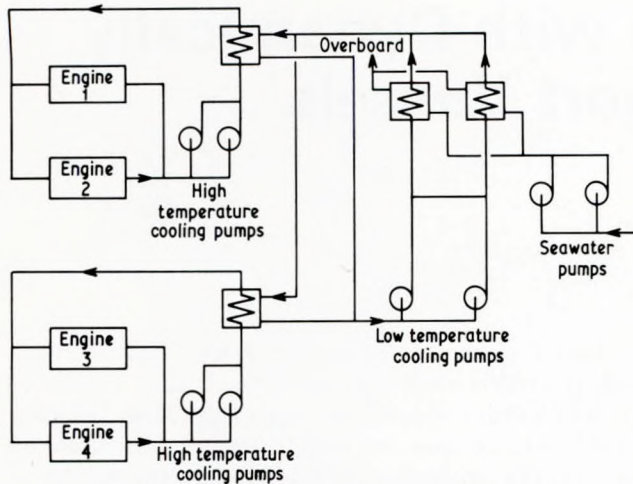 Overboard
Engine
1
Engine
2
High
temperature
cooling pumps
Seawater
pumps
Low temperature
cooling pumps
Engine
3
Engine
4
High temperature
cooling pumps